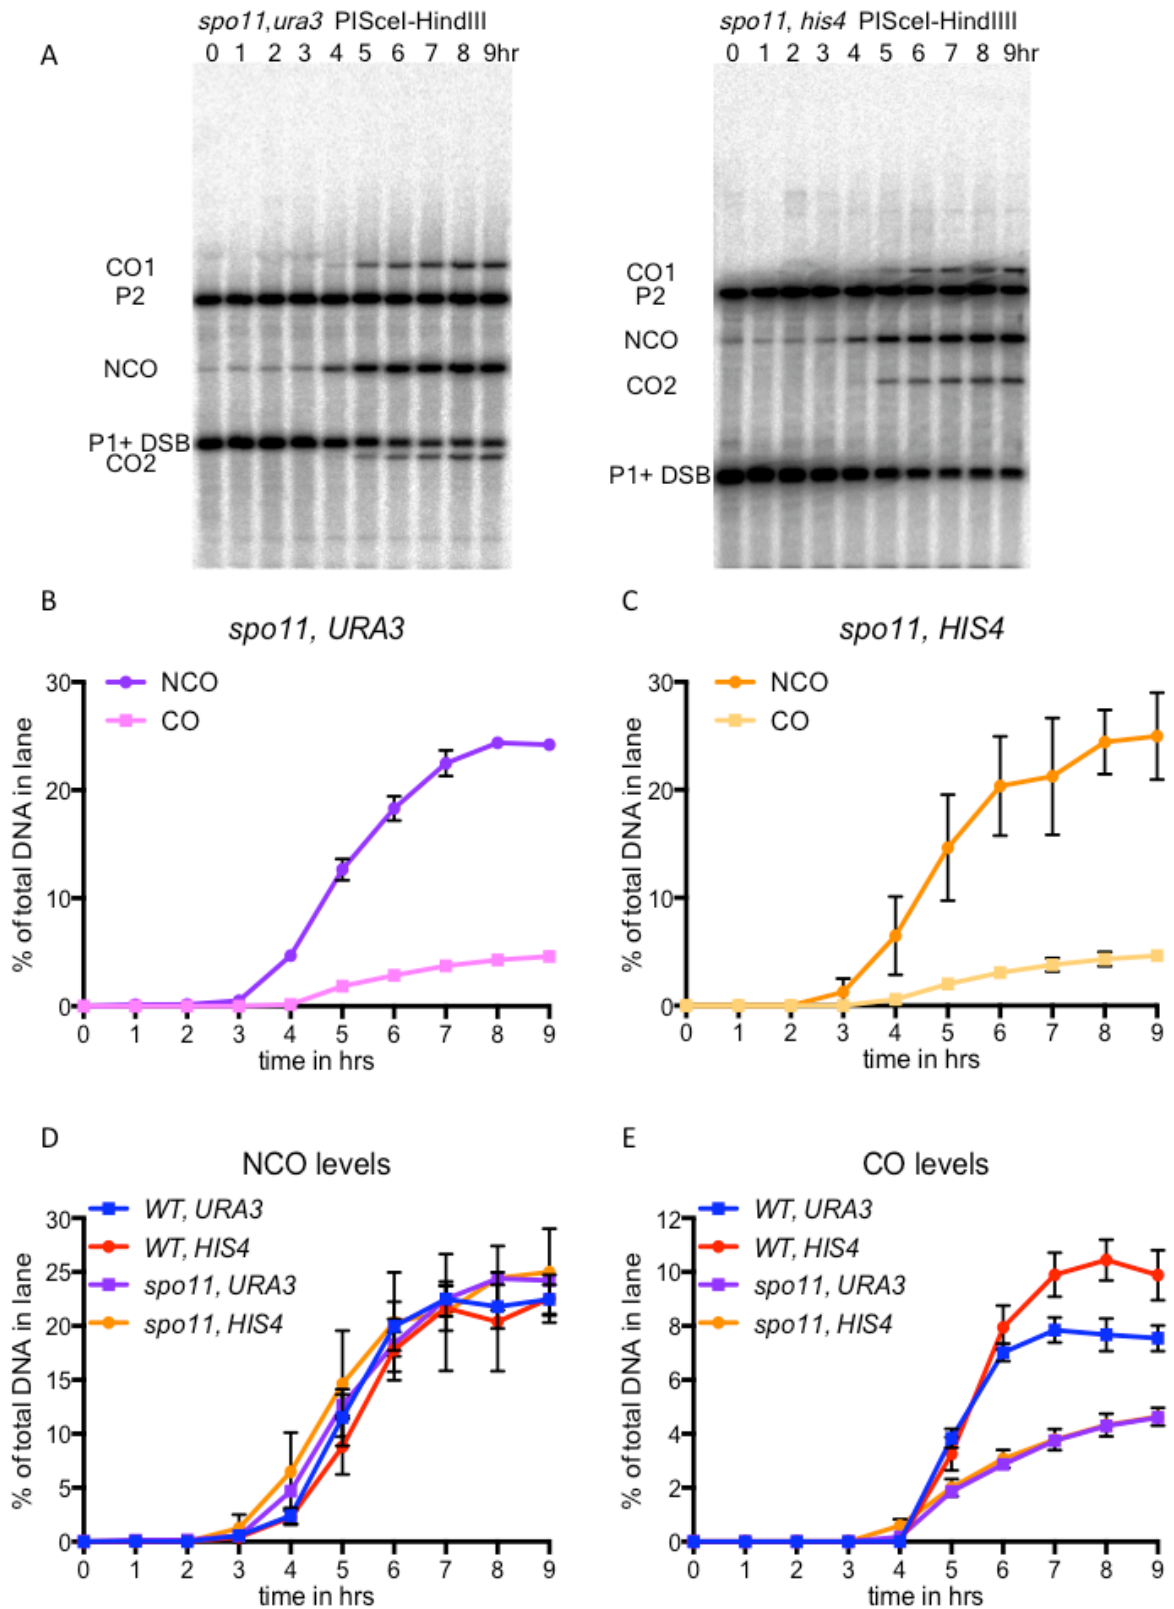 A
spo11,ura3 PISceI-HindIII
0 1 2 3 4 5 6 7 8 9hr
CO1
P2
NCO
P1+ DSB
CO2
spo11, his4 PISceI-HindIIII
0 1 2 3 4 5 6 7 8 9hr
CO1
P2
NCO
CO2
P1+ DSB
B
spo11, URA3
NCO
CO
% of total DNA in lane
30
20
10
0
0 1 2 3 4 5 6 7 8 9
time in hrs
C
spo11, HIS4
NCO
CO
% of total DNA in lane
30
20
10
0
0 1 2 3 4 5 6 7 8 9
time in hrs
D
NCO levels
WT, URA3
WT, HIS4
spo11, URA3
spo11, HIS4
% of total DNA in lane
30
25
20
15
10
5
0
0 1 2 3 4 5 6 7 8 9
time in hrs
E
CO levels
WT, URA3
WT, HIS4
spo11, URA3
spo11, HIS4
% of total DNA in lane
12
10
8
6
4
2
0
0 1 2 3 4 5 6 7 8 9
time in hrs